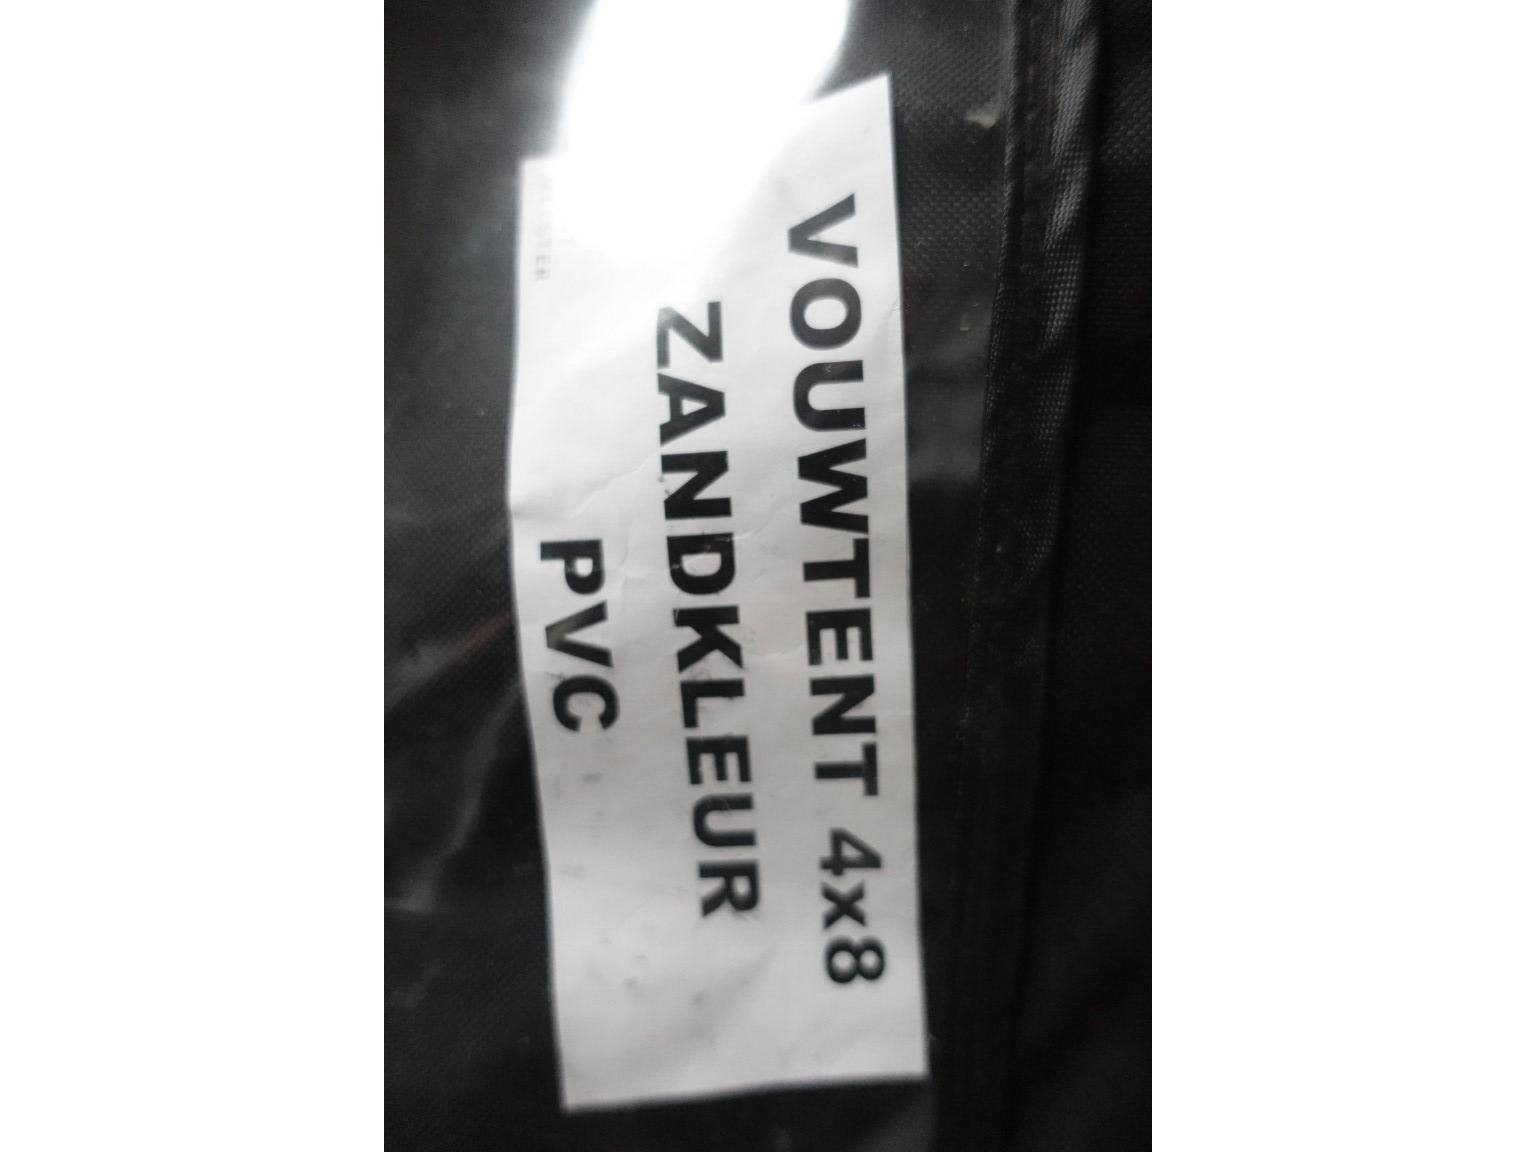 VOUWTENT 4x8
ZANDKLEUR
PVC